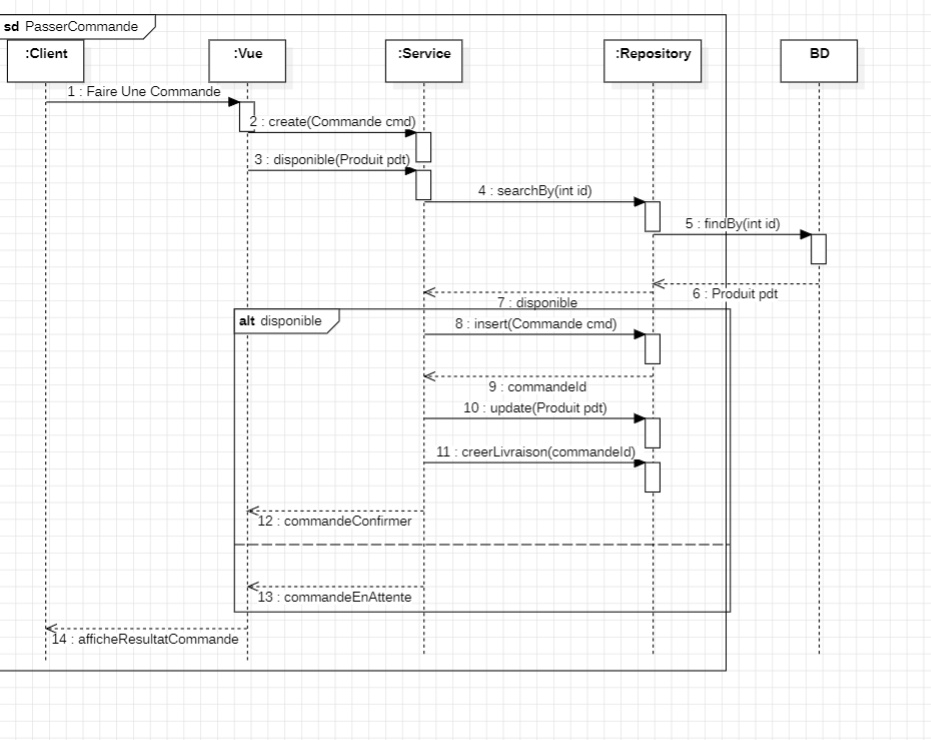 sd PasserCommande
:Client
:Vue
:Service
:Repository
BD
1 : Faire Une Commande
2 : create(Commande cmd)
3 : disponible(Produit pdt)
4 : searchBy(int id)
5 : findBy(int id)
6 : Produit pdt
7 : disponible
alt disponible
8 : insert(Commande cmd)
9 : commandeId
10 : update(Produit pdt)
11 : creerLivraison(commandeId)
12 : commandeConfirmer
13 : commandeEnAttente
14 : afficheResultatCommande